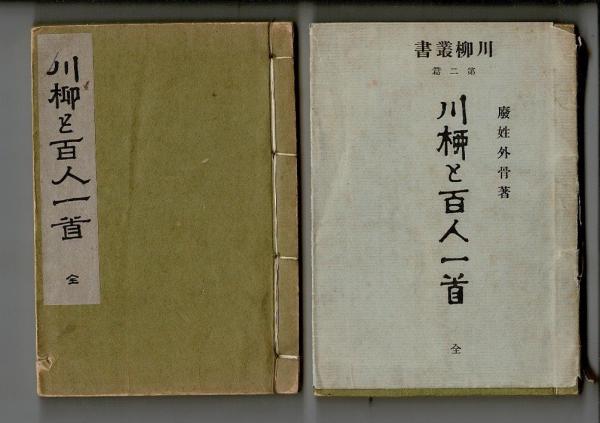 川柳と百人一首
全
川柳叢書
第二篇
廃姓外骨著
川柳と百人一首
全